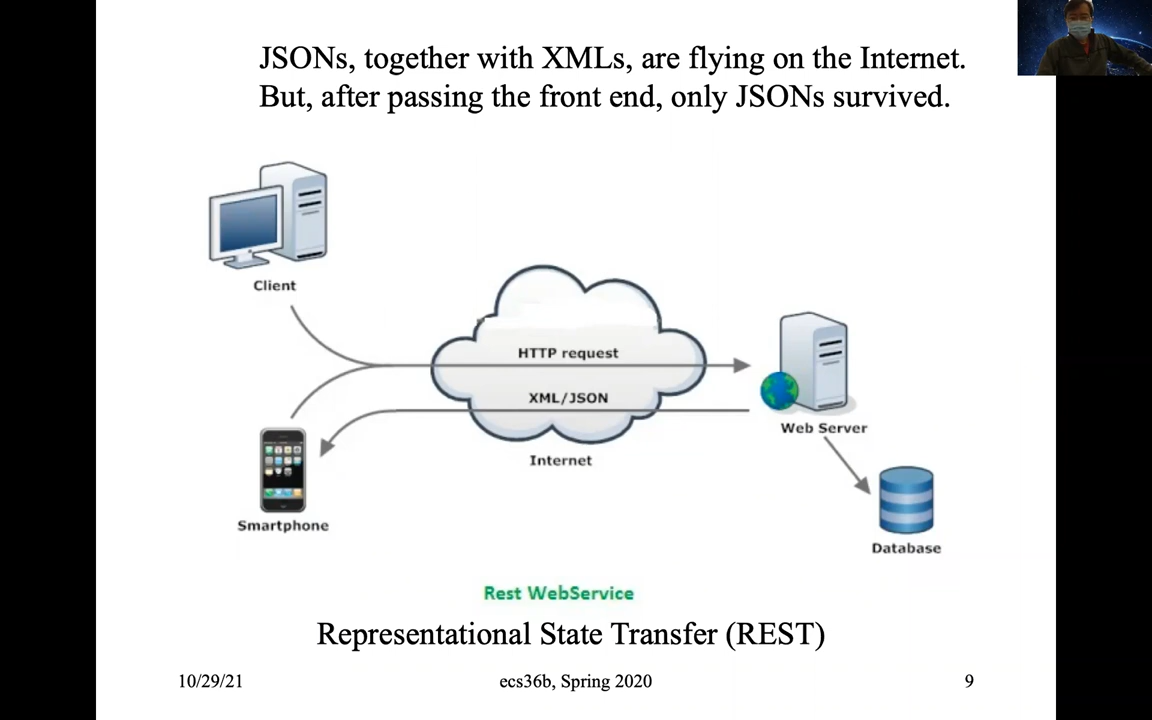 JSONs, together with XMLs, are flying on the Internet.
But, after passing the front end, only JSONs survived.
Client
HTTP request
XML/JSON
Web Server
Internet
Smartphone
Database
Rest WebService
Representational State Transfer (REST)
10/29/21
ecs36b, Spring 2020
9